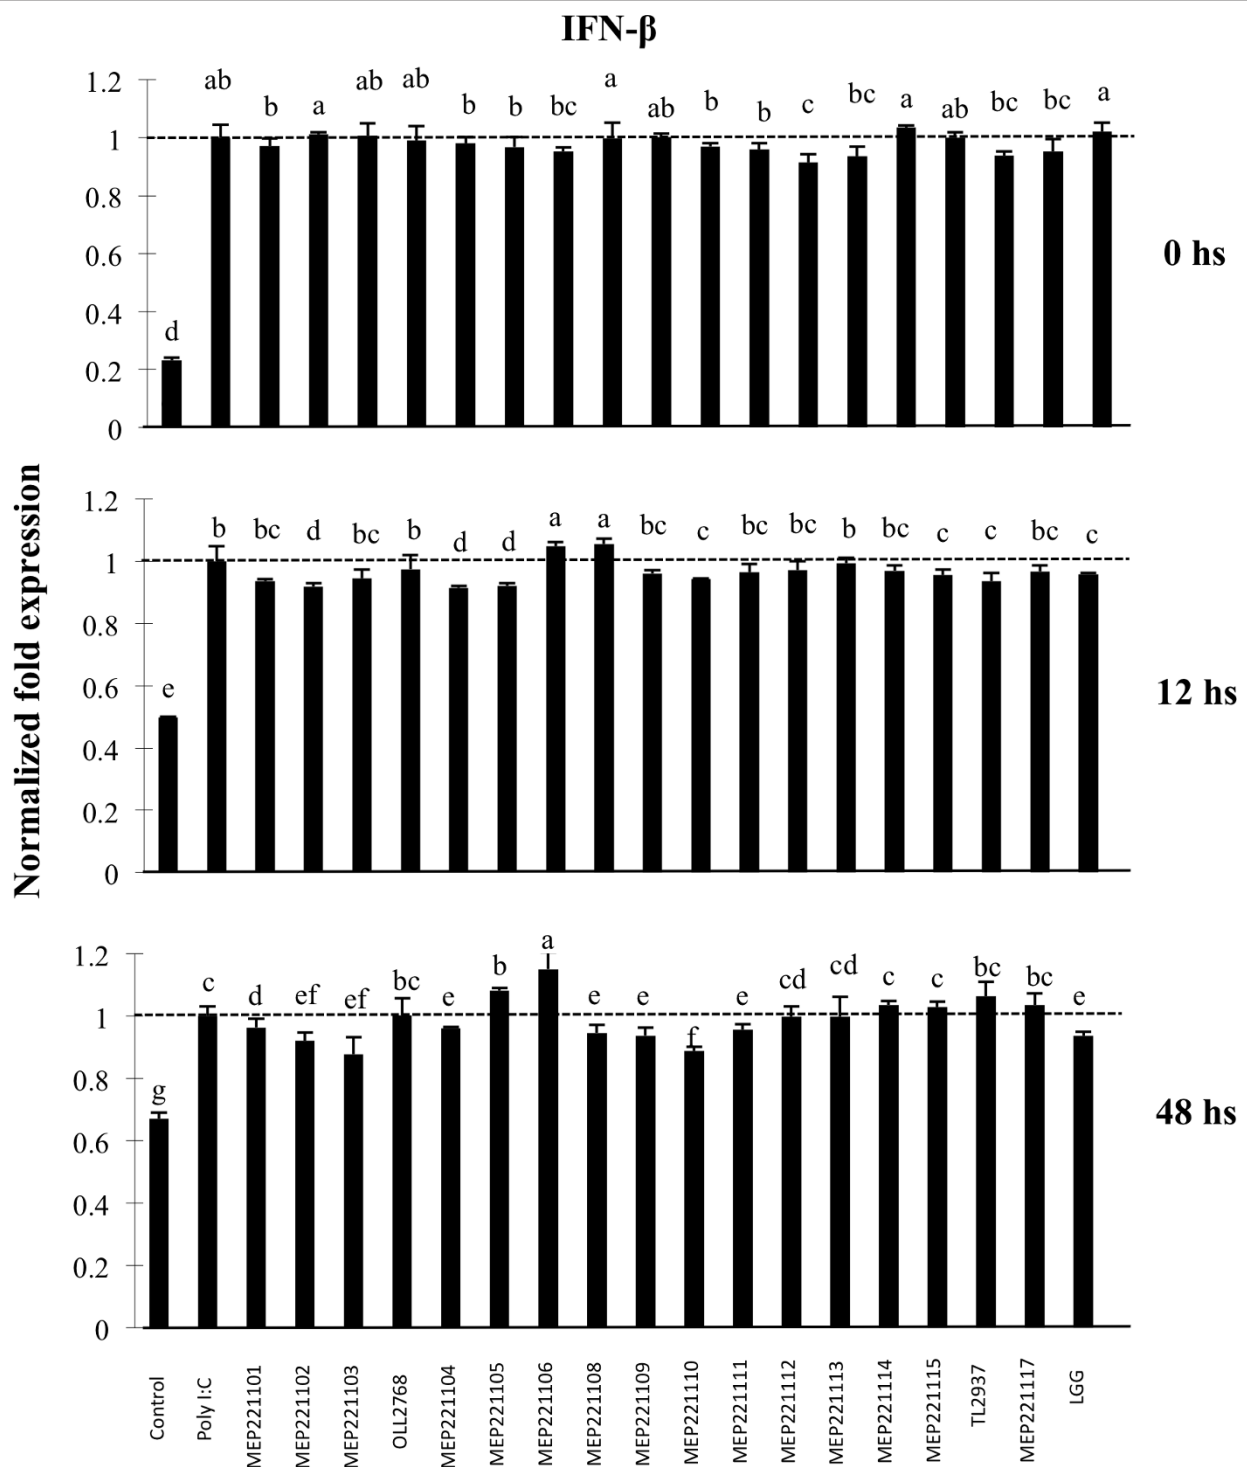 IFN-β
Normalized fold expression
1.2
1
0.8
0.6
0.4
0.2
0
d ab b a ab ab b b bc a ab b b c bc a ab bc bc a
0 hs
1.2
1
0.8
0.6
0.4
0.2
0
e b bc d bc b d d a a bc c bc bc b bc c c bc c
12 hs
1.2
1
0.8
0.6
0.4
0.2
0
g c d ef ef bc e b a e e f e cd cd c c bc bc e
48 hs
Control
Poly I:C
MEP221101
MEP221102
MEP221103
OLL2768
MEP221104
MEP221105
MEP221106
MEP221108
MEP221109
MEP221110
MEP221111
MEP221112
MEP221113
MEP221114
MEP221115
TL2937
MEP221117
LGG